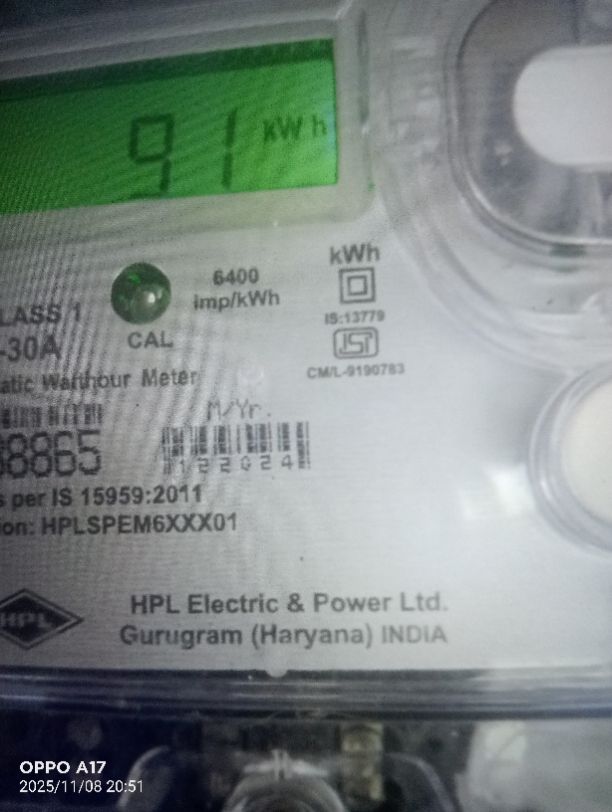 91 kWh
6400
imp/kWh
kWh
CAL
IS:13779
CM/L-9190783
LASS 1
-30A
atic Watthour Meter
M/Yr.
8865
122024
s per IS 15959:2011
ion: HPLSPEM6XXX01
HPL
HPL Electric & Power Ltd.
Gurugram (Haryana) INDIA
OPPO A17
2025/11/08 20:51